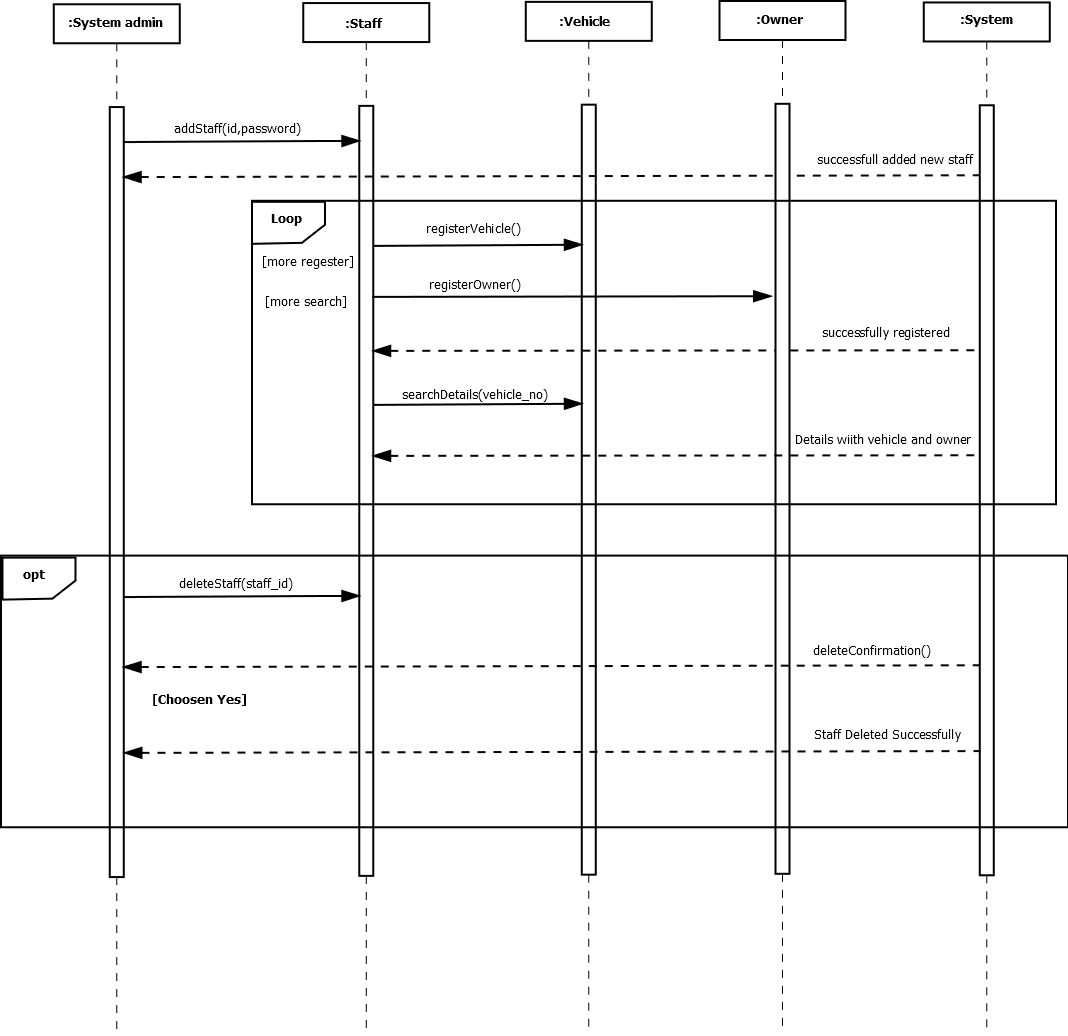 :System admin
:Staff
:Vehicle
:Owner
:System
addStaff(id,password)
successfull added new staff
Loop
registerVehicle()
[more regester]
registerOwner()
[more search]
successfully registered
searchDetails(vehicle_no)
Details wiith vehicle and owner
opt
deleteStaff(staff_id)
deleteConfirmation()
[Choosen Yes]
Staff Deleted Successfully